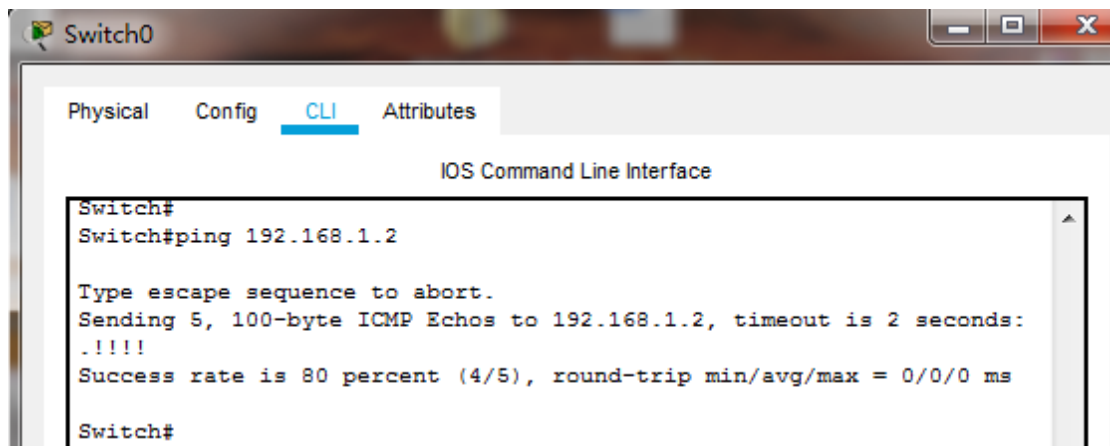 Switch0
Physical Config CLI Attributes
IOS Command Line Interface
Switch#
Switch#ping 192.168.1.2
Type escape sequence to abort.
Sending 5, 100-byte ICMP Echos to 192.168.1.2, timeout is 2 seconds:
.!!!!
Success rate is 80 percent (4/5), round-trip min/avg/max = 0/0/0 ms
Switch#